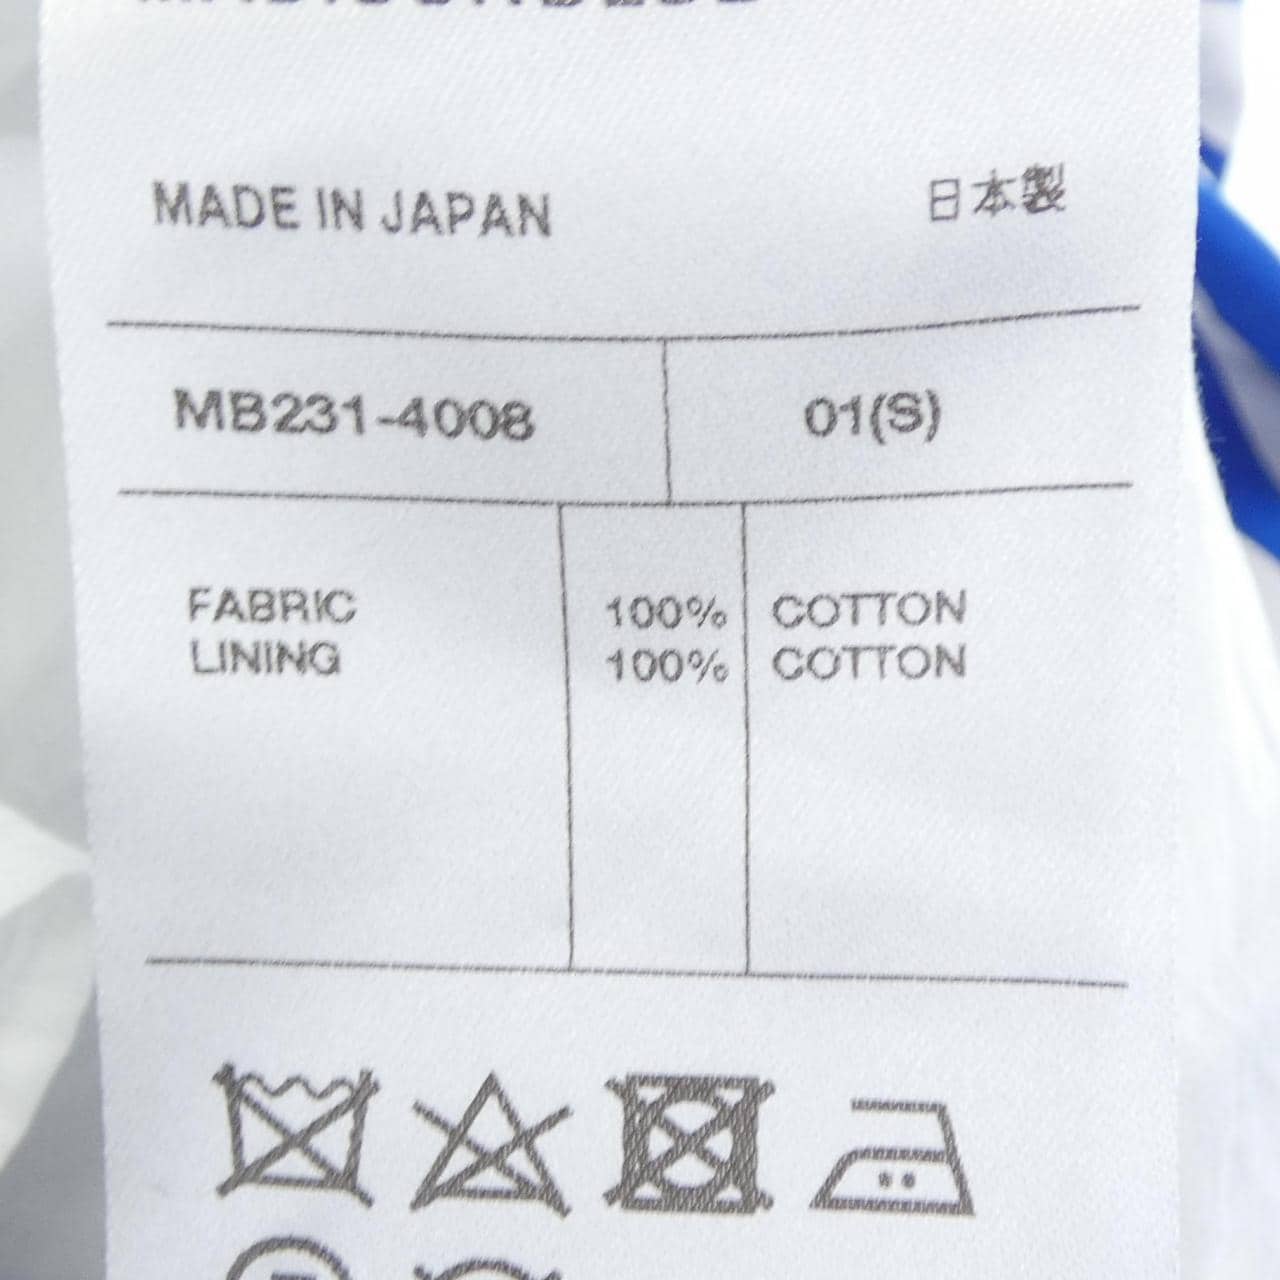 MADE IN JAPAN 日本製
MB231-4008 01(S)
FABRIC 100% COTTON
LINING 100% COTTON